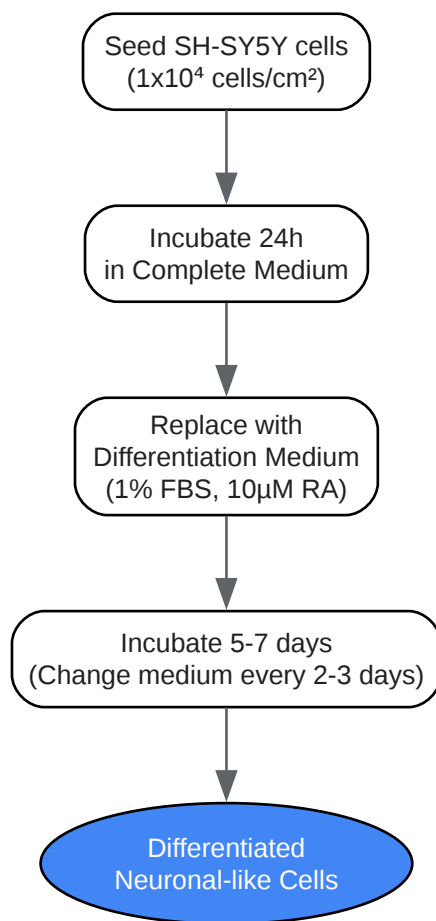 Seed SH-SY5Y cells
(1x10⁴ cells/cm²)
Incubate 24h
in Complete Medium
Replace with
Differentiation Medium
(1% FBS, 10µM RA)
Incubate 5-7 days
(Change medium every 2-3 days)
Differentiated
Neuronal-like Cells